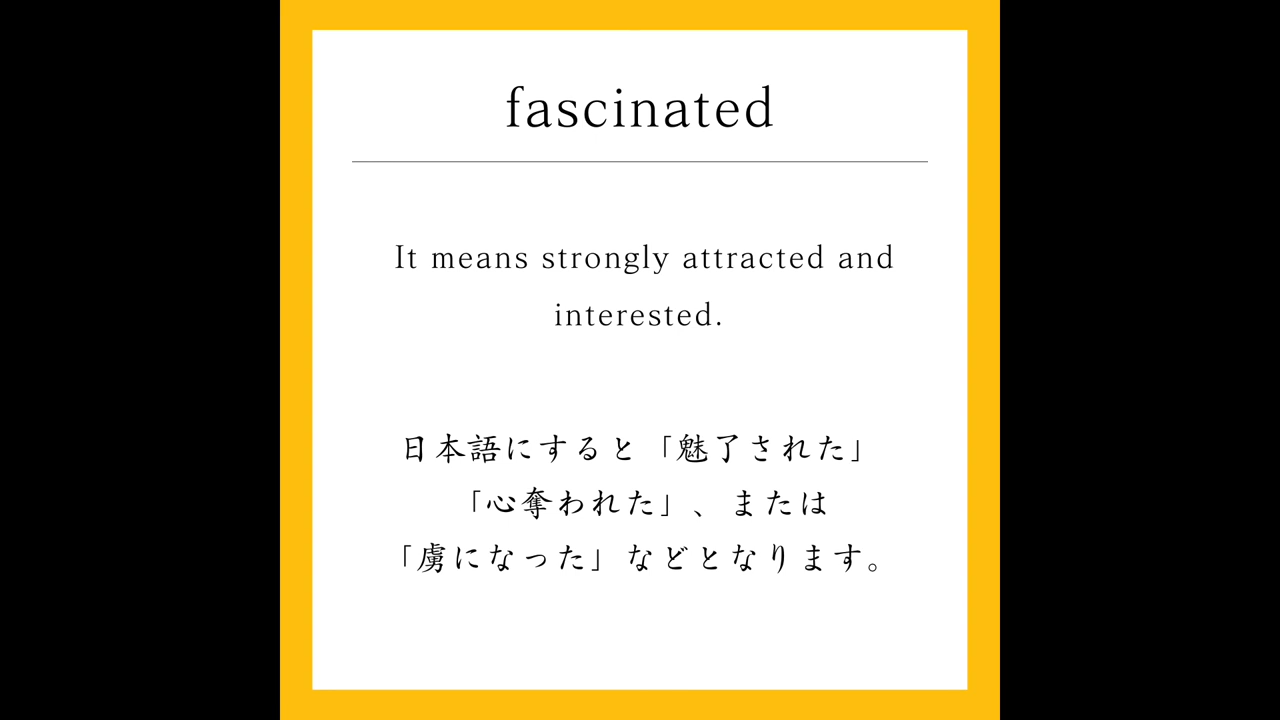 fascinated
It means strongly attracted and
interested.
日本語にすると「魅了された」
「心奪われた」、または
「虜になった」などとなります。